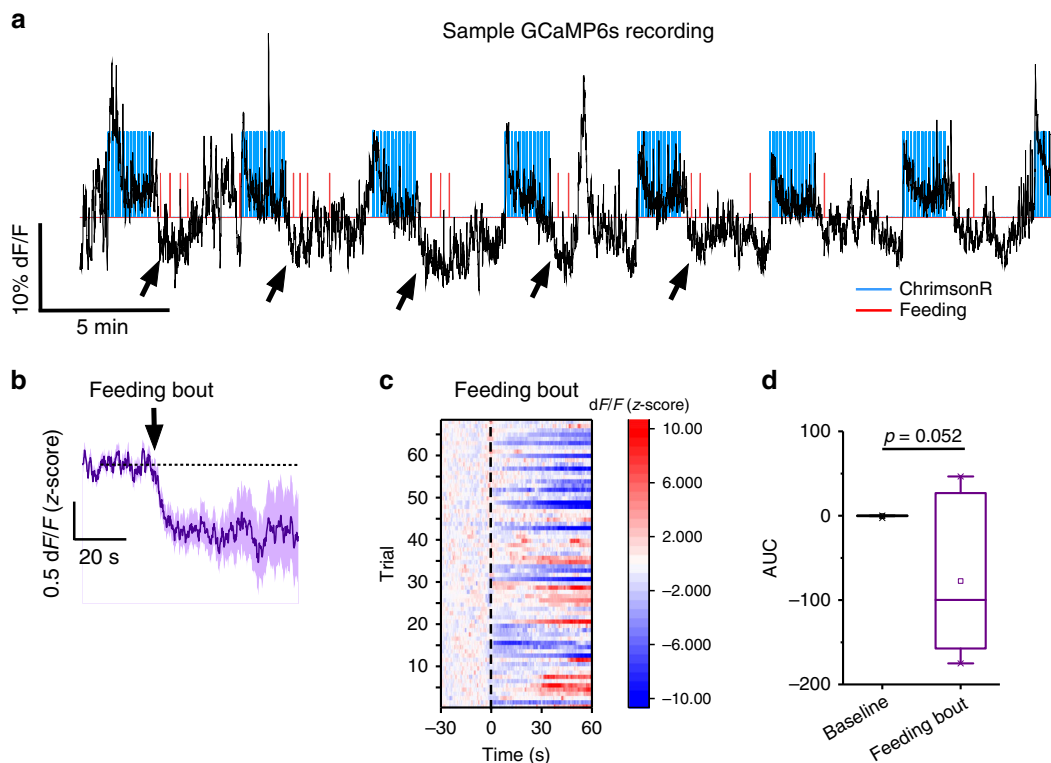 a
Sample GCaMP6s recording
10% dF/F
5 min
ChrimsonR
Feeding
b
Feeding bout
0.5 dF/F (z-score)
20 s
c
Feeding bout
dF/F (z-score)
Trial
60
50
40
30
20
10
−30
0
30
60
Time (s)
10.00
6.000
2.000
−2.000
−6.000
−10.00
d
p = 0.052
AUC
100
0
−100
−200
Baseline
Feeding bout